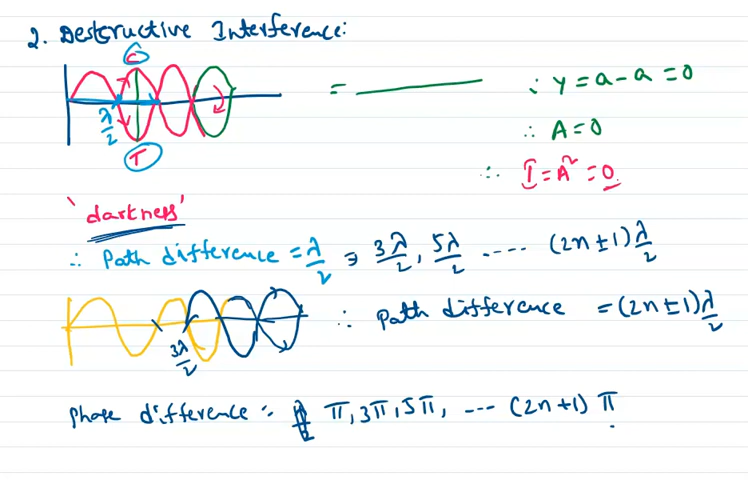 2. Destructive Interference:
C
λ/2
T
= ———— ∴ y = a - a = 0
∴ A = 0
∴ I = A² = 0
'darkness'
∴ Path difference = λ/2, 3λ/2, 5λ/2 ---- (2n ± 1) λ/2
3λ/2
∴ Path difference = (2n ± 1) λ/2
Phase difference :- π, 3π, 5π, --- (2n+1) π